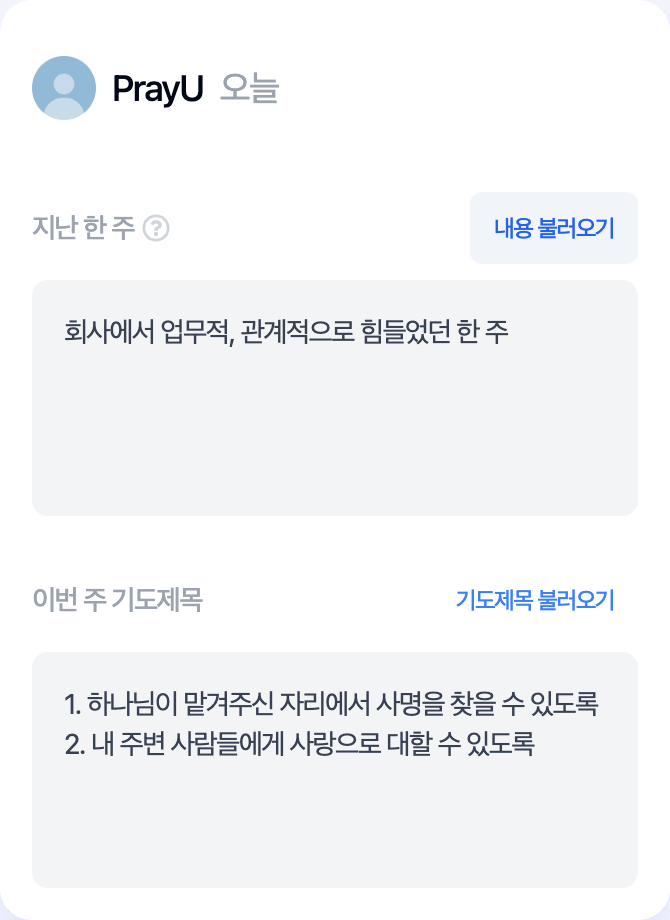 PrayU 오늘
지난 한 주 ?
내용 불러오기
회사에서 업무적, 관계적으로 힘들었던 한 주
이번 주 기도제목
기도제목 불러오기
1. 하나님이 맡겨주신 자리에서 사명을 찾을 수 있도록
2. 내 주변 사람들에게 사랑으로 대할 수 있도록